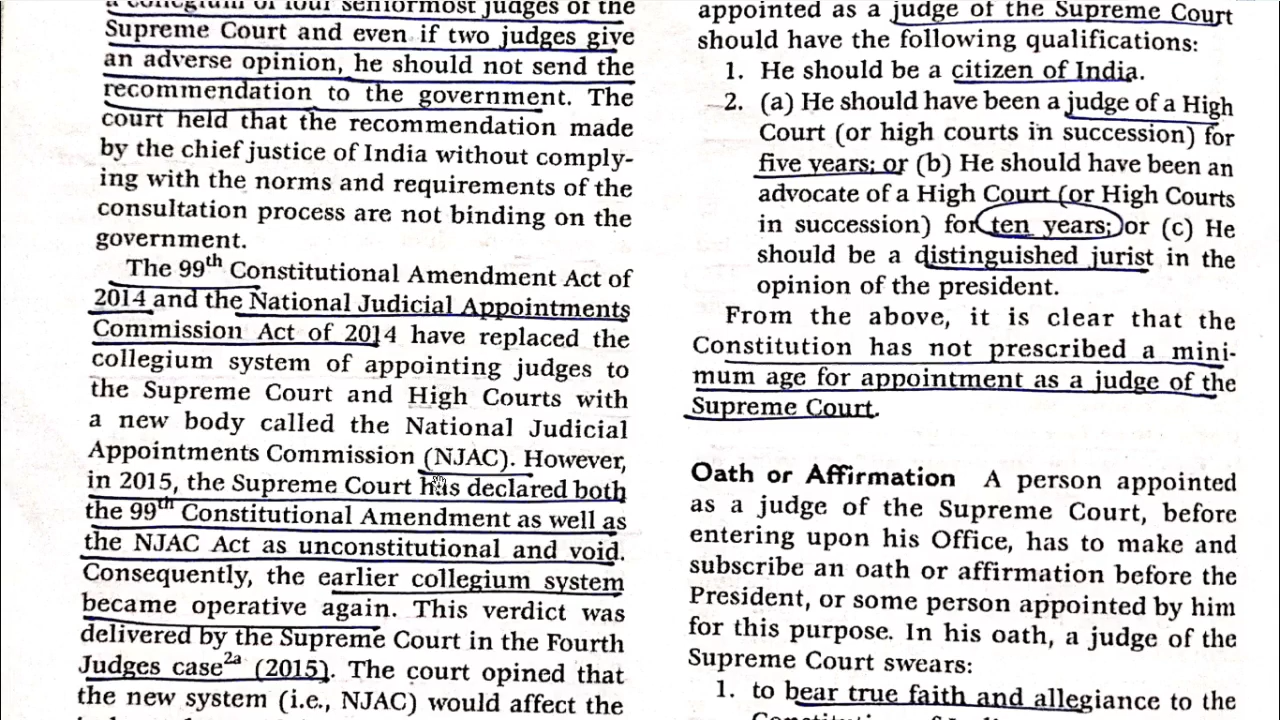 a collegium of four seniormost judges of the
Supreme Court and even if two judges give
an adverse opinion, he should not send the
recommendation to the government. The
court held that the recommendation made
by the chief justice of India without comply-
ing with the norms and requirements of the
consultation process are not binding on the
government.
The 99th Constitutional Amendment Act of
2014 and the National Judicial Appointments
Commission Act of 2014 have replaced the
collegium system of appointing judges to
the Supreme Court and High Courts with
a new body called the National Judicial
Appointments Commission (NJAC). However,
in 2015, the Supreme Court has declared both
the 99th Constitutional Amendment as well as
the NJAC Act as unconstitutional and void.
Consequently, the earlier collegium system
became operative again. This verdict was
delivered by the Supreme Court in the Fourth
Judges case2a (2015). The court opined that
the new system (i.e., NJAC) would affect the
appointed as a judge of the Supreme Court
should have the following qualifications:
1. He should be a citizen of India.
2. (a) He should have been a judge of a High
Court (or high courts in succession) for
five years; or (b) He should have been an
advocate of a High Court (or High Courts
in succession) for ten years; or (c) He
should be a distinguished jurist in the
opinion of the president.
From the above, it is clear that the
Constitution has not prescribed a mini-
mum age for appointment as a judge of the
Supreme Court.
Oath or Affirmation A person appointed
as a judge of the Supreme Court, before
entering upon his Office, has to make and
subscribe an oath or affirmation before the
President, or some person appointed by him
for this purpose. In his oath, a judge of the
Supreme Court swears:
1. to bear true faith and allegiance to the